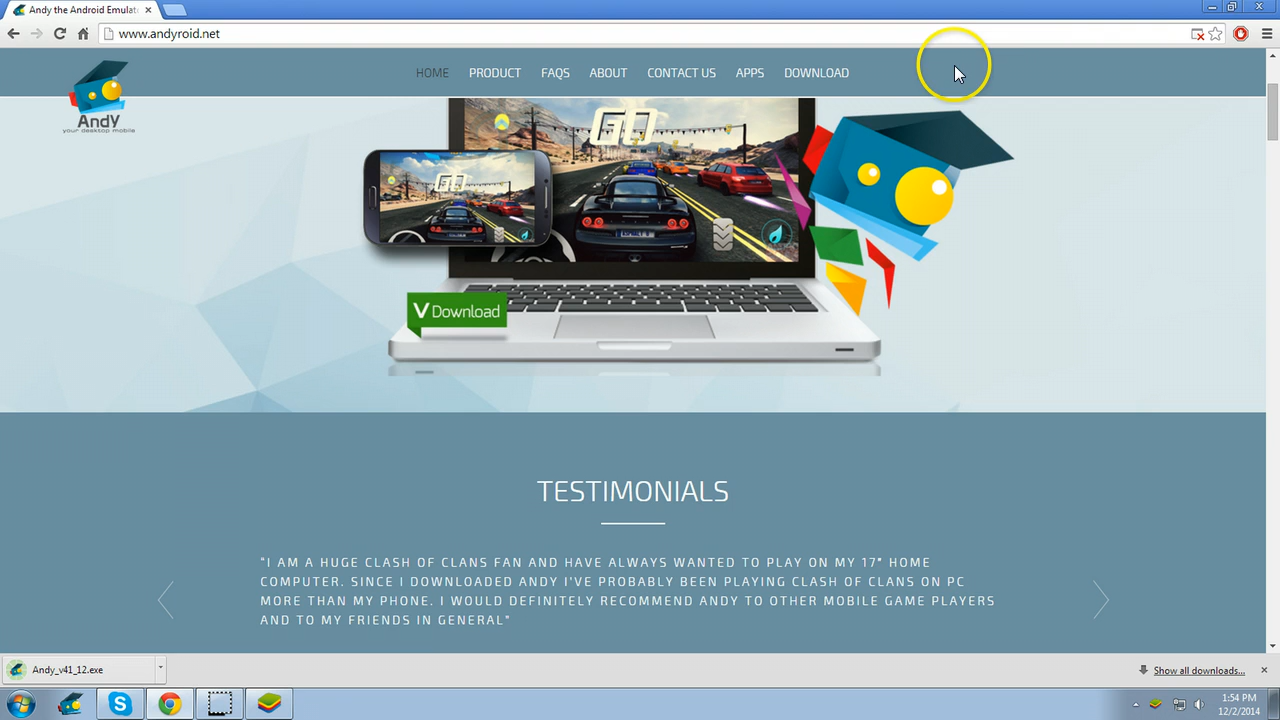 Andy the Android Emulat
www.andyroid.net
HOME PRODUCT FAQS ABOUT CONTACT US APPS DOWNLOAD
AndY
your desktop mobile
GO
GO
V Download
TESTIMONIALS
"I AM A HUGE CLASH OF CLANS FAN AND HAVE ALWAYS WANTED TO PLAY ON MY 17" HOME
COMPUTER. SINCE I DOWNLOADED ANDY I'VE PROBABLY BEEN PLAYING CLASH OF CLANS ON PC
MORE THAN MY PHONE. I WOULD DEFINITELY RECOMMEND ANDY TO OTHER MOBILE GAME PLAYERS
AND TO MY FRIENDS IN GENERAL"
Andy_v41_12.exe
Show all downloads...
1:54 PM
12/2/2014